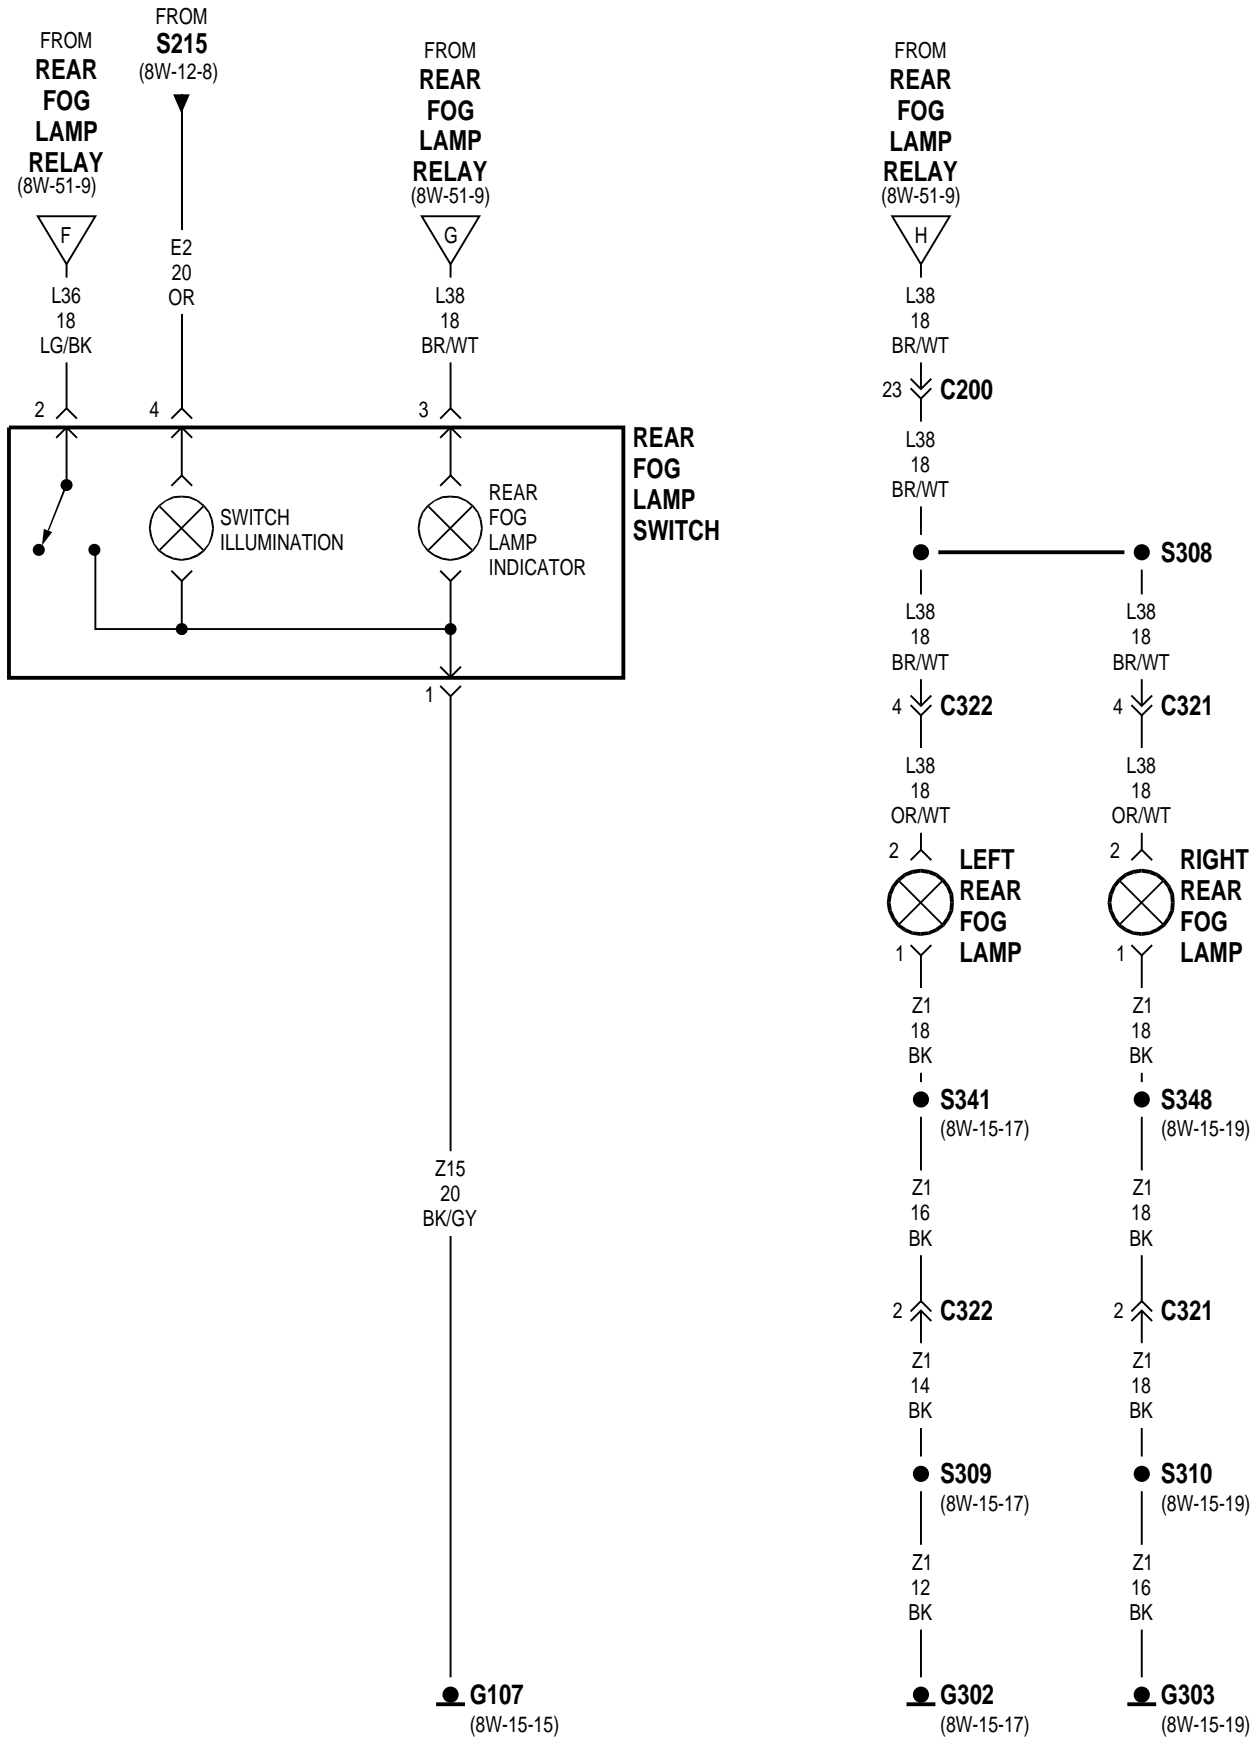 FROM
REAR
FOG
LAMP
RELAY
(8W-51-9)
F
L36
18
LG/BK
2
FROM
S215
(8W-12-8)
E2
20
OR
4
FROM
REAR
FOG
LAMP
RELAY
(8W-51-9)
G
L38
18
BR/WT
3
SWITCH
ILLUMINATION
REAR
FOG
LAMP
INDICATOR
REAR
FOG
LAMP
SWITCH
1
Z15
20
BK/GY
G107
(8W-15-15)
FROM
REAR
FOG
LAMP
RELAY
(8W-51-9)
H
L38
18
BR/WT
23 C200
L38
18
BR/WT
S308
L38
18
BR/WT
4 C322
L38
18
OR/WT
2
LEFT
REAR
FOG
LAMP
1
Z1
18
BK
S341
(8W-15-17)
Z1
16
BK
2 C322
Z1
14
BK
S309
(8W-15-17)
Z1
12
BK
G302
(8W-15-17)
L38
18
BR/WT
4 C321
L38
18
OR/WT
2
RIGHT
REAR
FOG
LAMP
1
Z1
18
BK
S348
(8W-15-19)
Z1
18
BK
2 C321
Z1
18
BK
S310
(8W-15-19)
Z1
16
BK
G303
(8W-15-19)